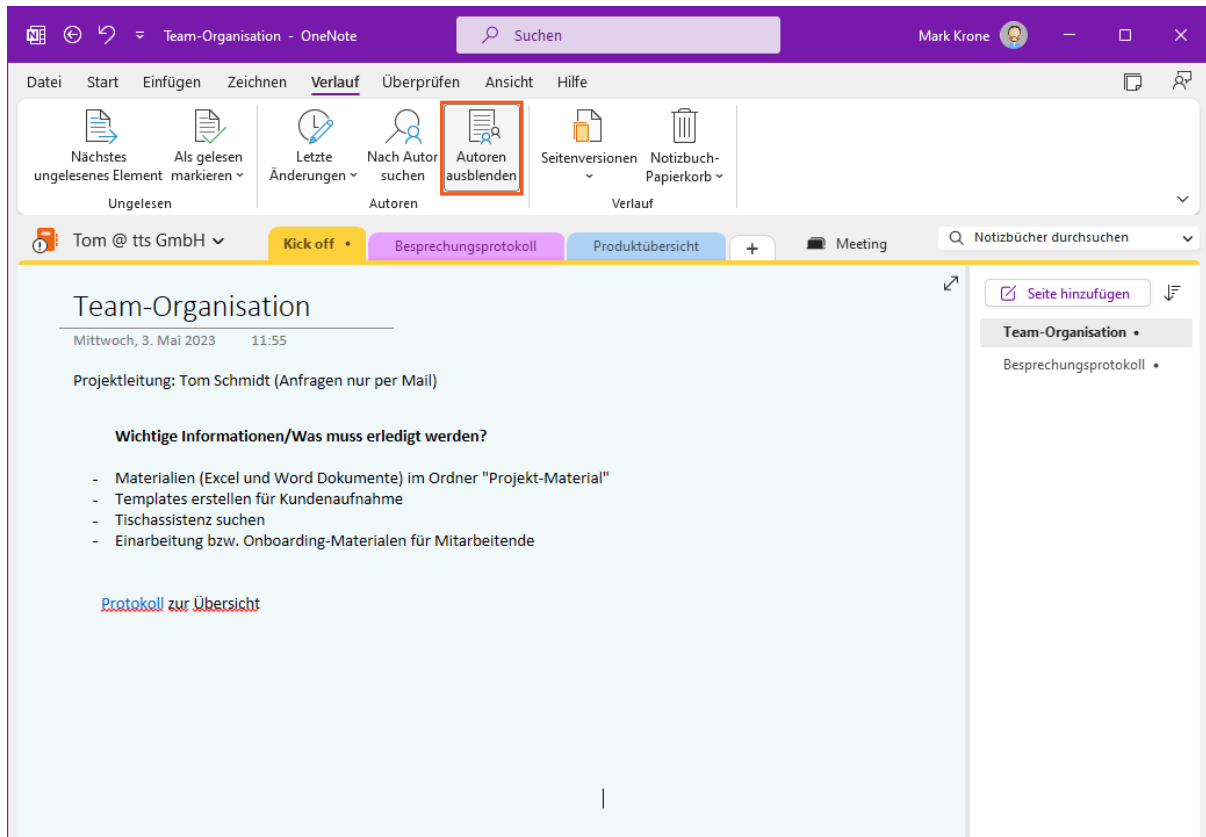 Team-Organisation - OneNote
Suchen
Mark Krone
Datei Start Einfügen Zeichnen Verlauf Überprüfen Ansicht Hilfe
Nächstes ungelesenes Element
Als gelesen markieren
Letzte Änderungen
Nach Autor suchen
Autoren ausblenden
Seitenversionen
Notizbuch-Papierkorb
Ungelesen
Autoren
Verlauf
Tom @ tts GmbH
Kick off •
Besprechungsprotokoll
Produktübersicht
+
Meeting
Notizbücher durchsuchen
Team-Organisation
Mittwoch, 3. Mai 2023 11:55
Projektleitung: Tom Schmidt (Anfragen nur per Mail)
Wichtige Informationen/Was muss erledigt werden?
- Materialien (Excel und Word Dokumente) im Ordner "Projekt-Material"
- Templates erstellen für Kundenaufnahme
- Tischassistenz suchen
- Einarbeitung bzw. Onboarding-Materialen für Mitarbeitende
Protokoll zur Übersicht
Seite hinzufügen
Team-Organisation •
Besprechungsprotokoll •